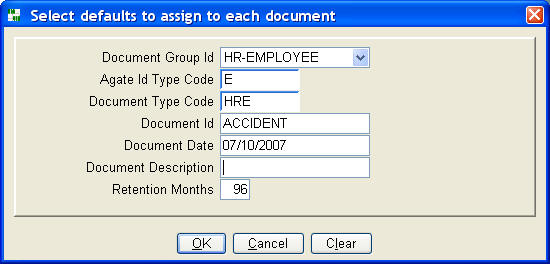 Select defaults to assign to each document
Document Group Id HR-EMPLOYEE
Agate Id Type Code E
Document Type Code HRE
Document Id ACCIDENT
Document Date 07/10/2007
Document Description
Retention Months 96
OK Cancel Clear